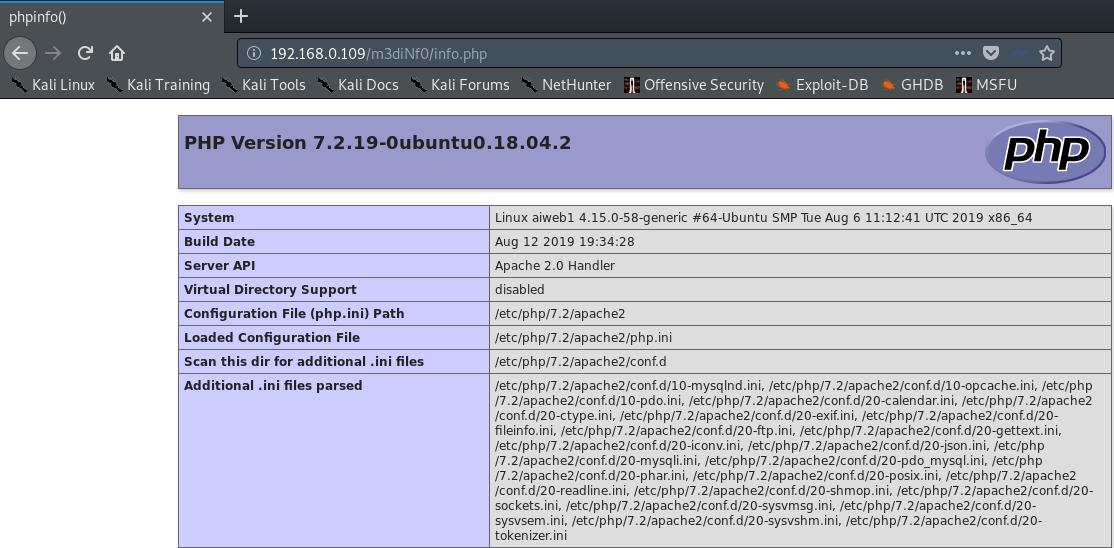 phpinfo()
192.168.0.109/m3diNf0/info.php
Kali Linux Kali Training Kali Tools Kali Docs Kali Forums NetHunter Offensive Security Exploit-DB GHDB MSFU
PHP Version 7.2.19-0ubuntu0.18.04.2
php
System Linux aiweb1 4.15.0-58-generic #64-Ubuntu SMP Tue Aug 6 11:12:41 UTC 2019 x86_64
Build Date Aug 12 2019 19:34:28
Server API Apache 2.0 Handler
Virtual Directory Support disabled
Configuration File (php.ini) Path /etc/php/7.2/apache2
Loaded Configuration File /etc/php/7.2/apache2/php.ini
Scan this dir for additional .ini files /etc/php/7.2/apache2/conf.d
Additional .ini files parsed /etc/php/7.2/apache2/conf.d/10-mysqlnd.ini, /etc/php/7.2/apache2/conf.d/10-opcache.ini, /etc/php
/7.2/apache2/conf.d/10-pdo.ini, /etc/php/7.2/apache2/conf.d/20-calendar.ini, /etc/php/7.2/apache2
/conf.d/20-ctype.ini, /etc/php/7.2/apache2/conf.d/20-exif.ini, /etc/php/7.2/apache2/conf.d/20-
fileinfo.ini, /etc/php/7.2/apache2/conf.d/20-ftp.ini, /etc/php/7.2/apache2/conf.d/20-gettext.ini,
/etc/php/7.2/apache2/conf.d/20-iconv.ini, /etc/php/7.2/apache2/conf.d/20-json.ini, /etc/php
/7.2/apache2/conf.d/20-mysqli.ini, /etc/php/7.2/apache2/conf.d/20-pdo_mysql.ini, /etc/php
/7.2/apache2/conf.d/20-phar.ini, /etc/php/7.2/apache2/conf.d/20-posix.ini, /etc/php/7.2/apache2
/conf.d/20-readline.ini, /etc/php/7.2/apache2/conf.d/20-shmop.ini, /etc/php/7.2/apache2/conf.d/20-
sockets.ini, /etc/php/7.2/apache2/conf.d/20-sysvmsg.ini, /etc/php/7.2/apache2/conf.d/20-
sysvsem.ini, /etc/php/7.2/apache2/conf.d/20-sysvshm.ini, /etc/php/7.2/apache2/conf.d/20-
tokenizer.ini